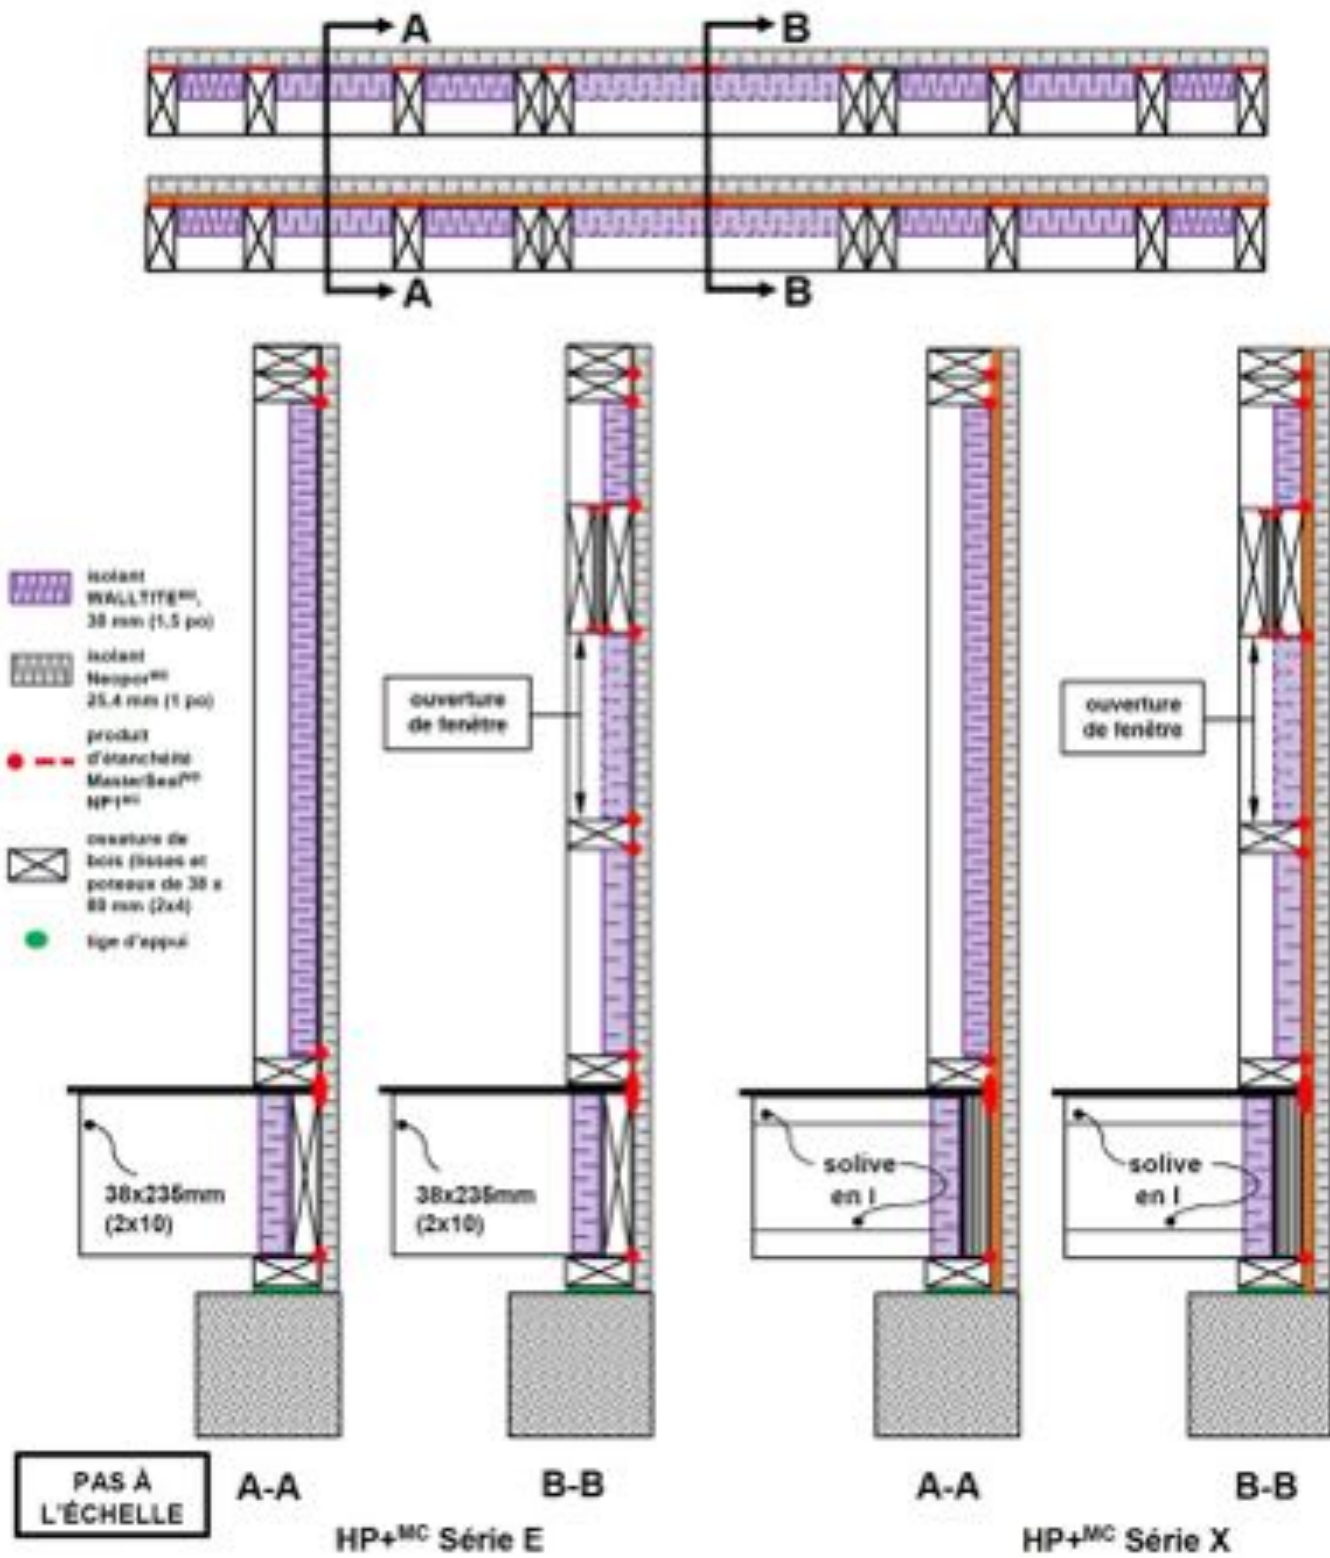 A
B
A
B
isolant
WALLTITE
38 mm (1,5 po)
isolant
Neopor
25,4 mm (1 po)
produit
d'étanchéité
MasterSeal
NP1
ossature de
bois (lisses et
poteaux de 38 x
89 mm (2x4)
tige d'appui
ouverture
de fenêtre
ouverture
de fenêtre
38x235mm
(2x10)
38x235mm
(2x10)
solive
en I
solive
en I
PAS À
L'ÉCHELLE
A-A
B-B
A-A
B-B
HP+ᴹᶜ Série E
HP+ᴹᶜ Série X